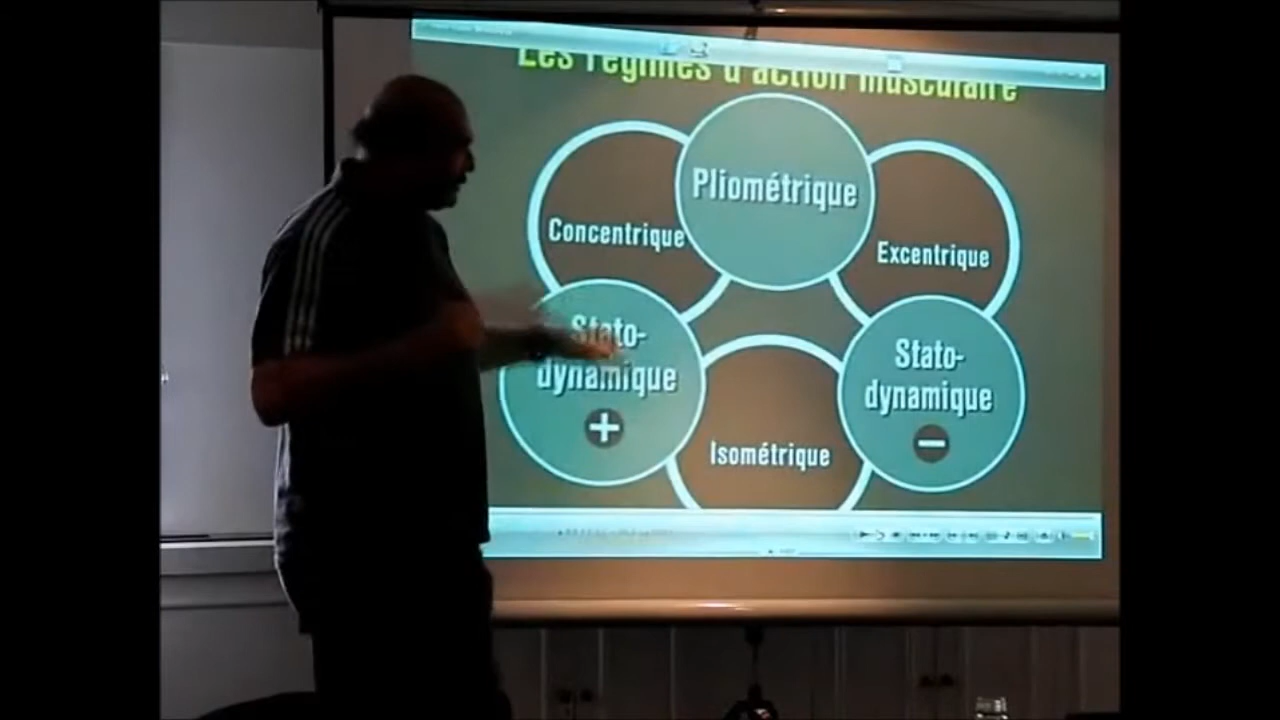 Les régimes d'action musculaire
Pliométrique
Concentrique
Excentrique
Stato-
dynamique
+
Stato-
dynamique
−
Isométrique